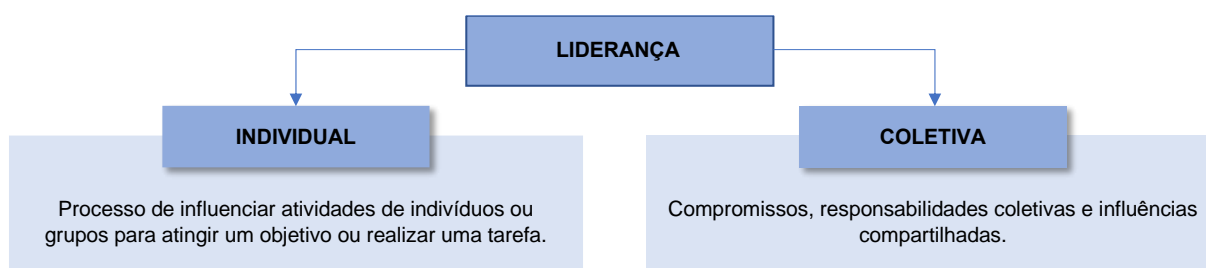 LIDERANÇA
INDIVIDUAL
Processo de influenciar atividades de indivíduos ou
grupos para atingir um objetivo ou realizar uma tarefa.
COLETIVA
Compromissos, responsabilidades coletivas e influências
compartilhadas.